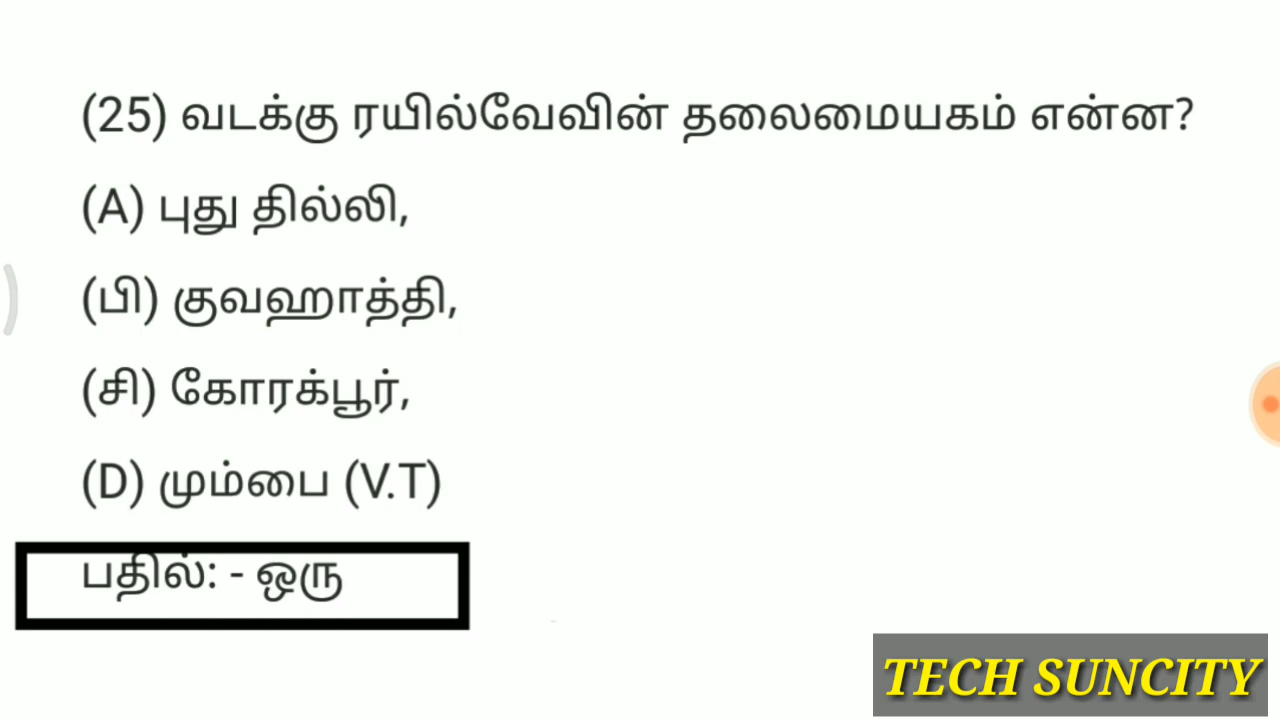 (25) வடக்கு ரயில்வேவின் தலைமையகம் என்ன?
(A) புது தில்லி,
(பி) குவஹாத்தி,
(சி) கோரக்பூர்,
(D) மும்பை (V.T)
பதில்: - ஒரு
TECH SUNCITY